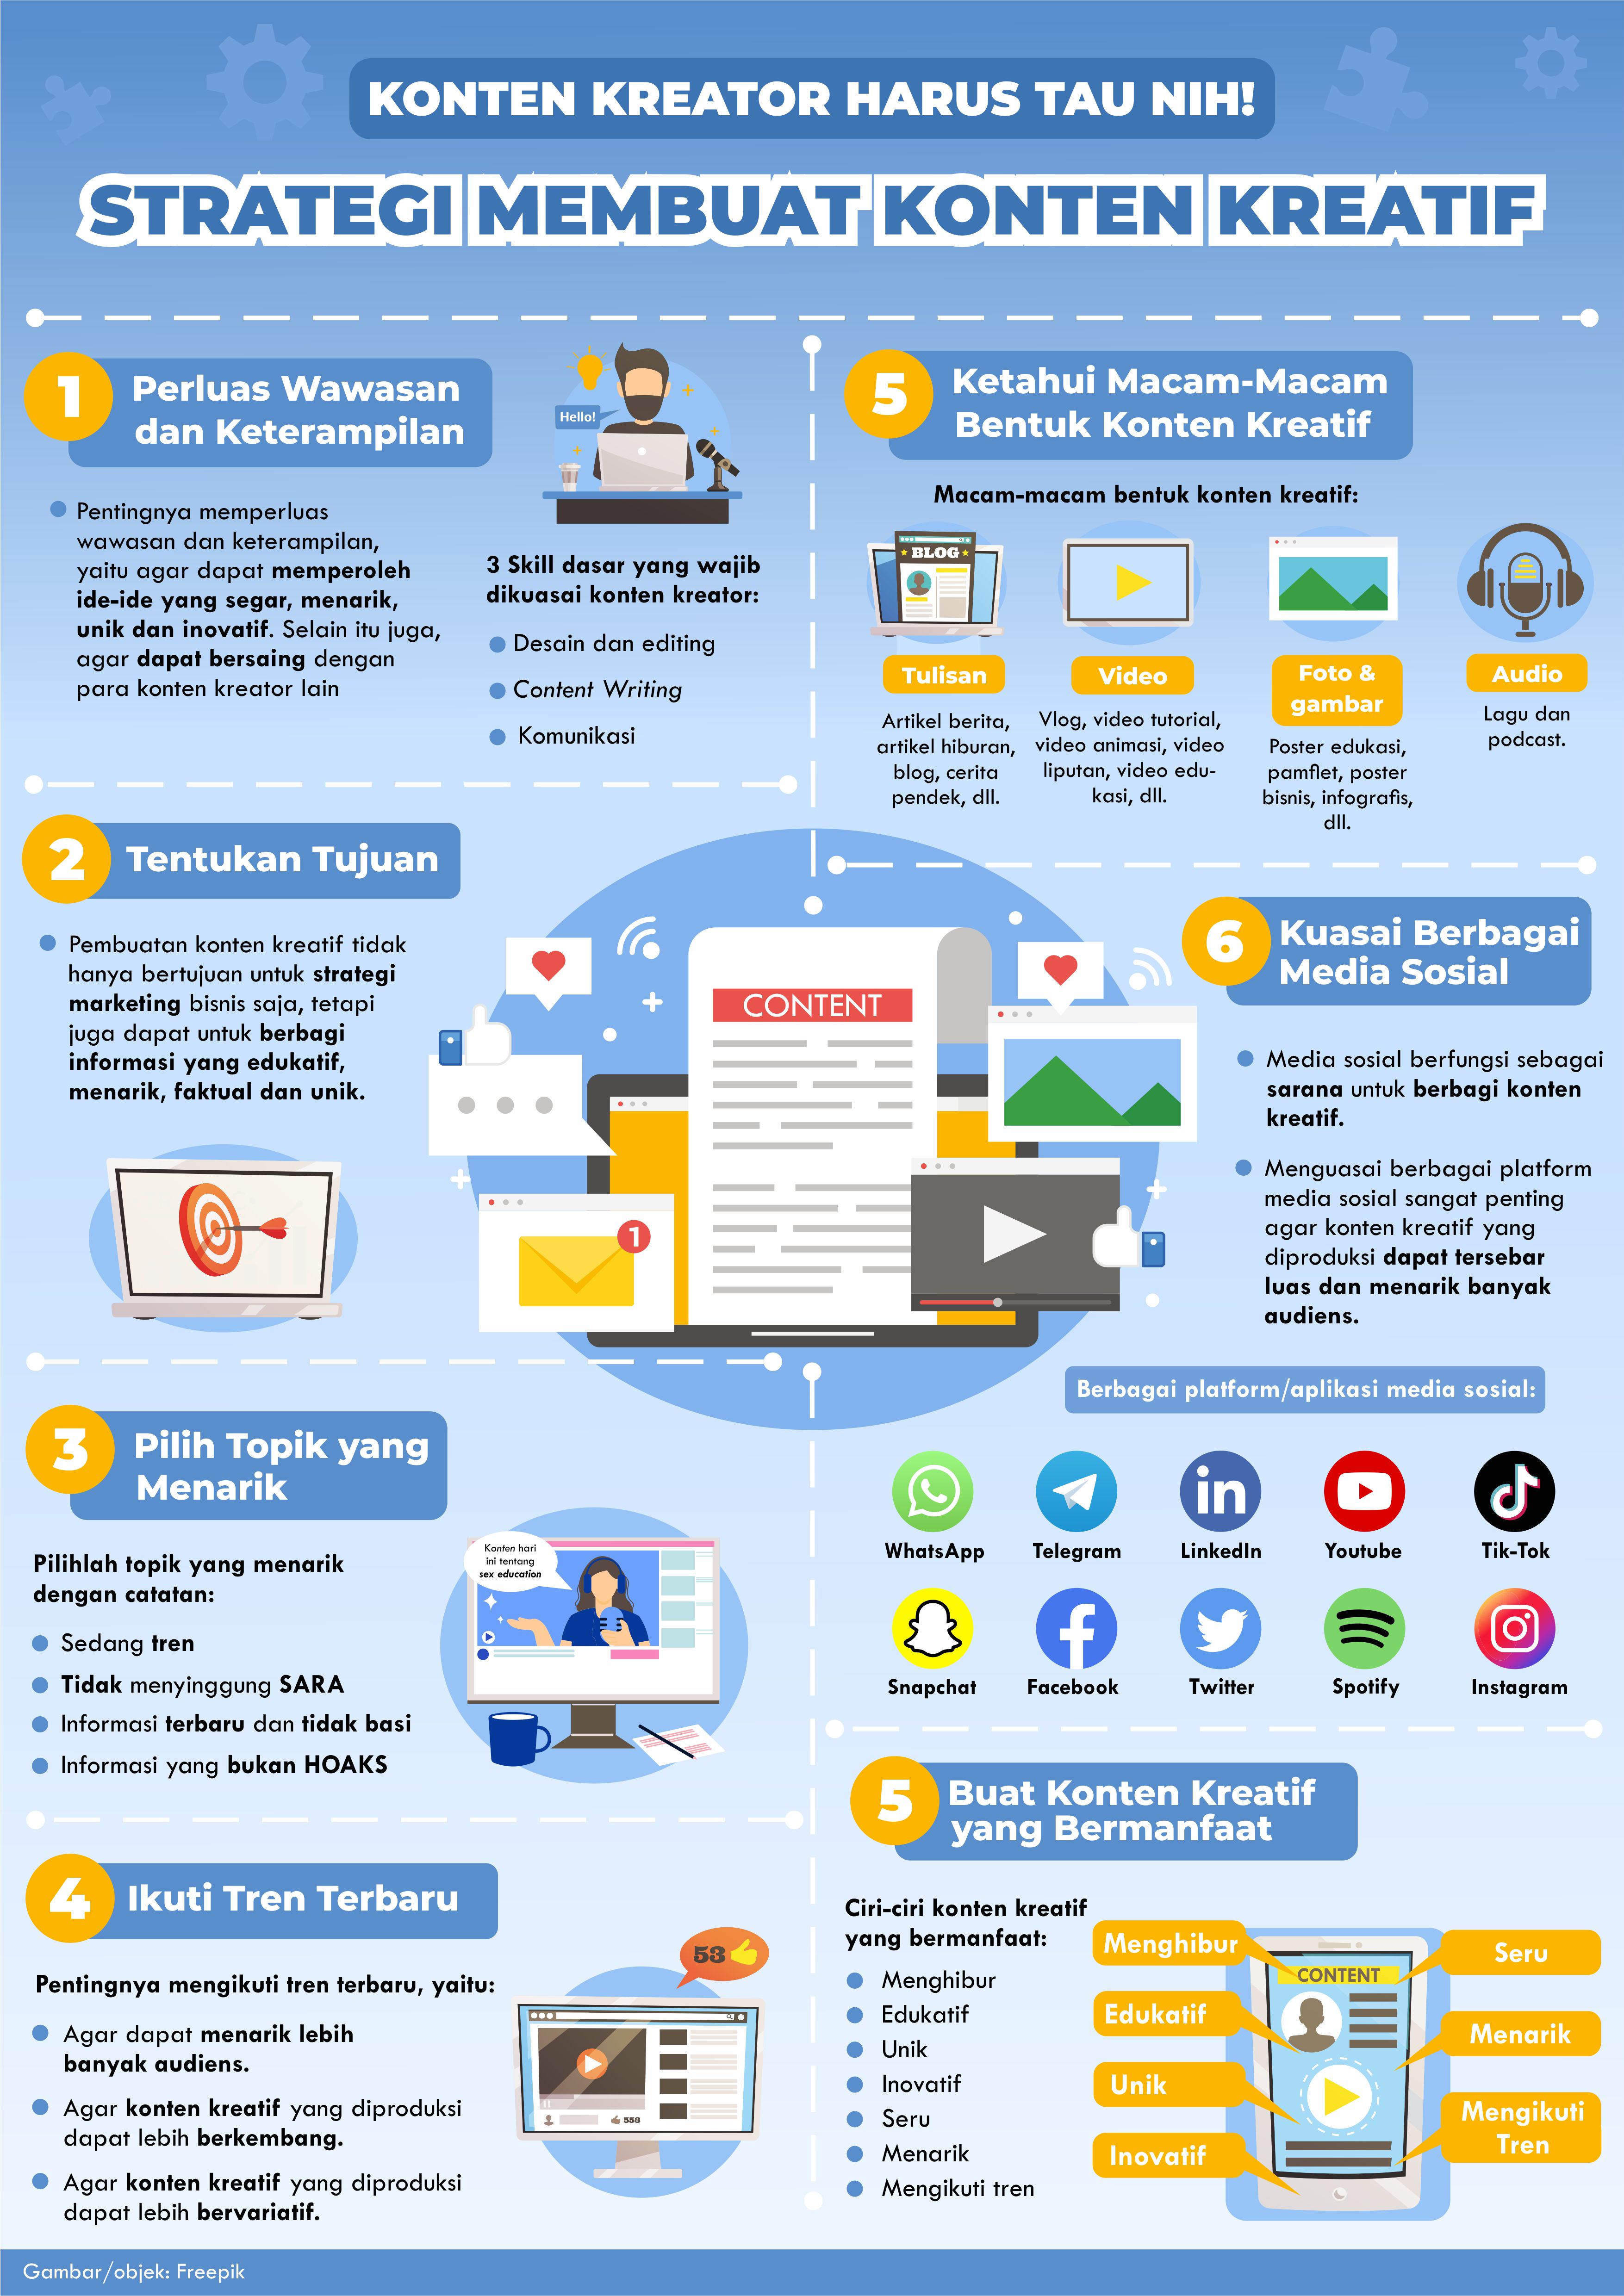 KONTEN KREATOR HARUS TAU NIH!
STRATEGI MEMBUAT KONTEN KREATIF
1
Perluas Wawasan
dan Keterampilan
Hello!
Pentingnya memperluas
wawasan dan keterampilan,
yaitu agar dapat memperoleh
ide-ide yang segar, menarik,
unik dan inovatif. Selain itu juga,
agar dapat bersaing dengan
para konten kreator lain
3 Skill dasar yang wajib
dikuasai konten kreator:
Desain dan editing
Content Writing
Komunikasi
2
Tentukan Tujuan
Pembuatan konten kreatif tidak
hanya bertujuan untuk strategi
marketing bisnis saja, tetapi
juga dapat untuk berbagi
informasi yang edukatif,
menarik, faktual dan unik.
CONTENT
1
3
Pilih Topik yang
Menarik
Pilihlah topik yang menarik
dengan catatan:
Sedang tren
Tidak menyinggung SARA
Informasi terbaru dan tidak basi
Informasi yang bukan HOAKS
Konten hari
ini tentang
sex education
4
Ikuti Tren Terbaru
Pentingnya mengikuti tren terbaru, yaitu:
Agar dapat menarik lebih
banyak audiens.
Agar konten kreatif yang diproduksi
dapat lebih berkembang.
Agar konten kreatif yang diproduksi
dapat lebih bervariatif.
53
553
5
Ketahui Macam-Macam
Bentuk Konten Kreatif
Macam-macam bentuk konten kreatif:
BLOG
Tulisan
Artikel berita,
artikel hiburan,
blog, cerita
pendek, dll.
Video
Vlog, video tutorial,
video animasi, video
liputan, video edu-
kasi, dll.
Foto &
gambar
Poster edukasi,
pamflet, poster
bisnis, infografis,
dll.
Audio
Lagu dan
podcast.
6
Kuasai Berbagai
Media Sosial
Media sosial berfungsi sebagai
sarana untuk berbagi konten
kreatif.
Menguasai berbagai platform
media sosial sangat penting
agar konten kreatif yang
diproduksi dapat tersebar
luas dan menarik banyak
audiens.
Berbagai platform/aplikasi media sosial:
in
WhatsApp
Telegram
LinkedIn
Youtube
Tik-Tok
Snapchat
Facebook
Twitter
Spotify
Instagram
5
Buat Konten Kreatif
yang Bermanfaat
Ciri-ciri konten kreatif
yang bermanfaat:
Menghibur
Edukatif
Unik
Inovatif
Seru
Menarik
Mengikuti tren
Menghibur
Edukatif
Unik
Inovatif
CONTENT
Seru
Menarik
Mengikuti
Tren
Gambar/objek: Freepik